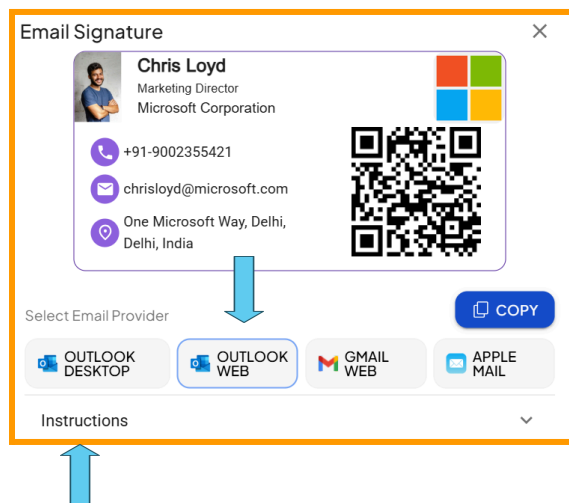 Email Signature
Chris Loyd
Marketing Director
Microsoft Corporation
+91-9002355421
chrisloyd@microsoft.com
One Microsoft Way, Delhi,
Delhi, India
Select Email Provider
COPY
OUTLOOK
DESKTOP
OUTLOOK
WEB
GMAIL
WEB
APPLE
MAIL
Instructions